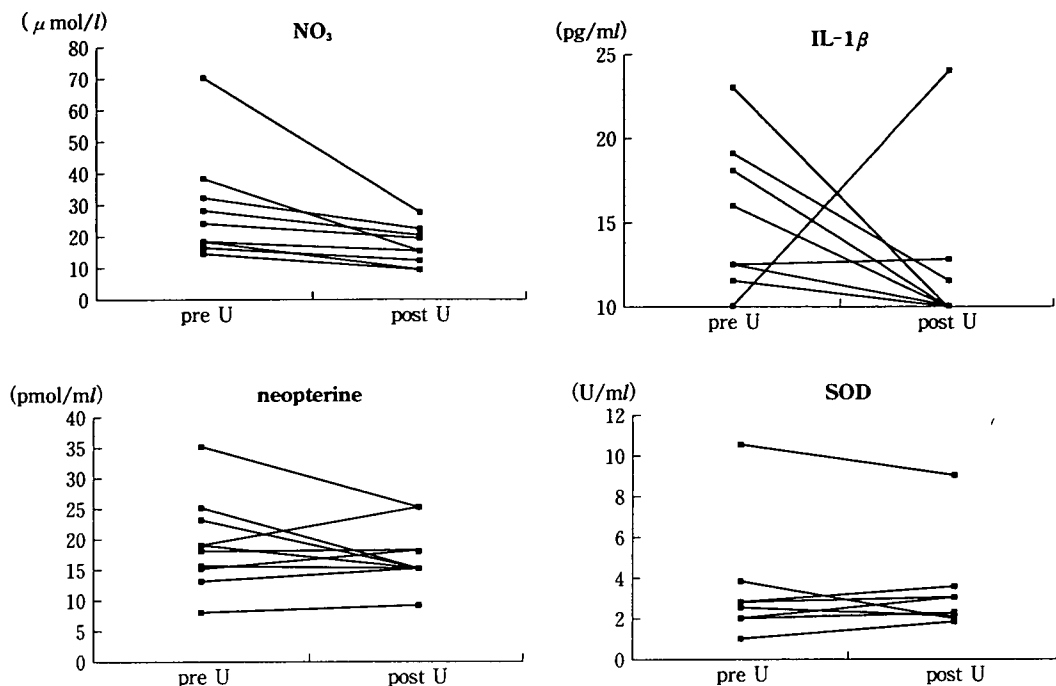 (μ mol/l)
NO₃
80
70
60
50
40
30
20
10
0
pre U
post U
(pg/ml)
IL-1β
25
20
15
10
pre U
post U
(pmol/ml)
neopterine
40
35
30
25
20
15
10
5
0
pre U
post U
(U/ml)
SOD
12
10
8
6
4
2
0
pre U
post U